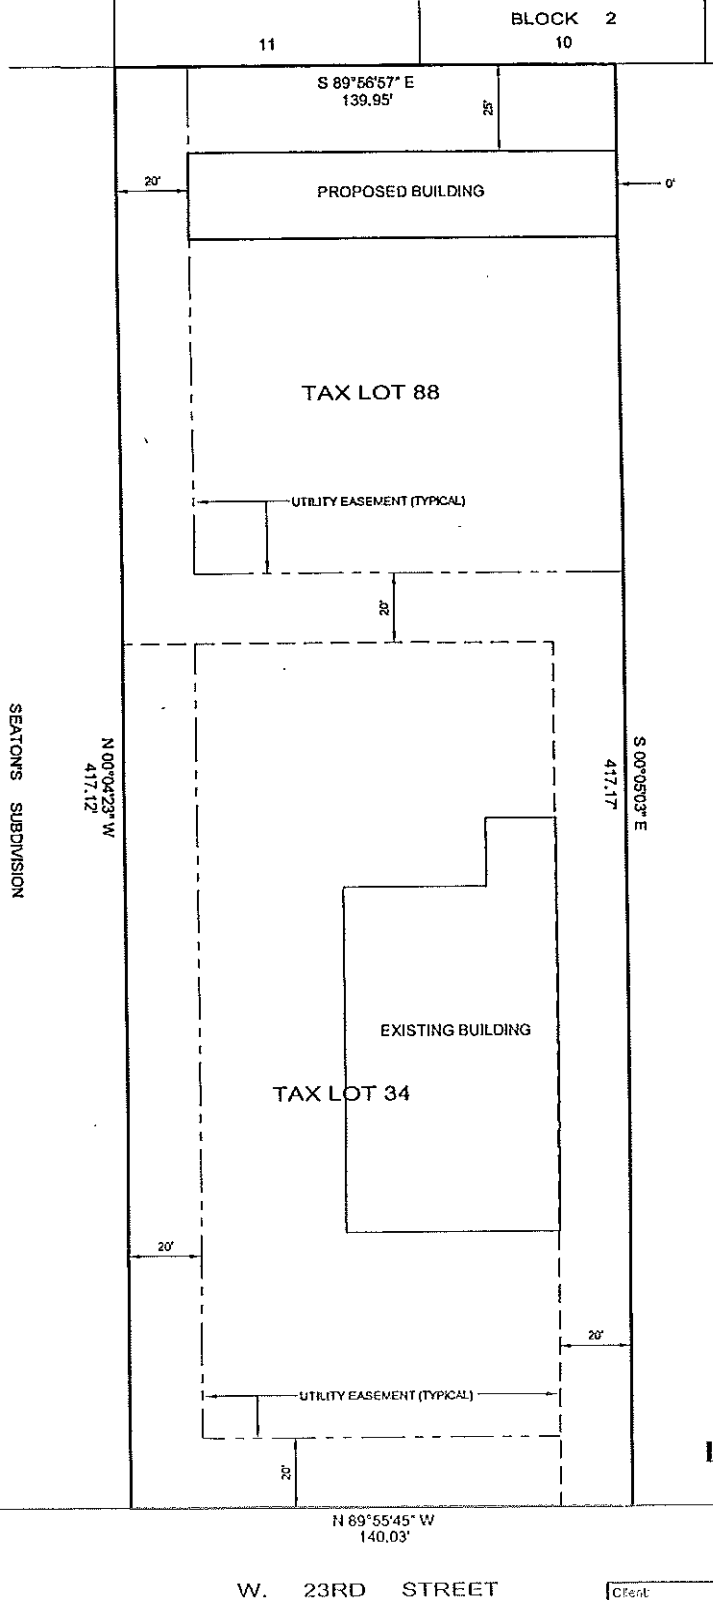 BLOCK 2
11
10
S 89°56'57" E
139.95'
25'
20'
PROPOSED BUILDING
0'
TAX LOT 88
UTILITY EASEMENT (TYPICAL)
20'
SEATON'S SUBDIVISION
N 00°04'23" W
417.12'
S 00°05'03" E
417.17'
EXISTING BUILDING
TAX LOT 34
20'
20'
UTILITY EASEMENT (TYPICAL)
20'
N 89°55'45" W
140.03'
W. 23RD STREET
Client: